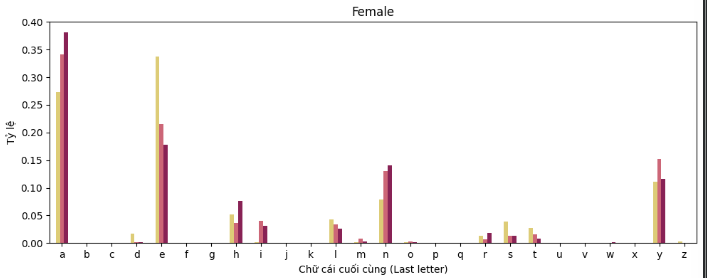 Female
Tỷ lệ
0.40
0.35
0.30
0.25
0.20
0.15
0.10
0.05
0.00
a b c d e f g h i j k l m n o p q r s t u v w x y z
Chữ cái cuối cùng (Last letter)